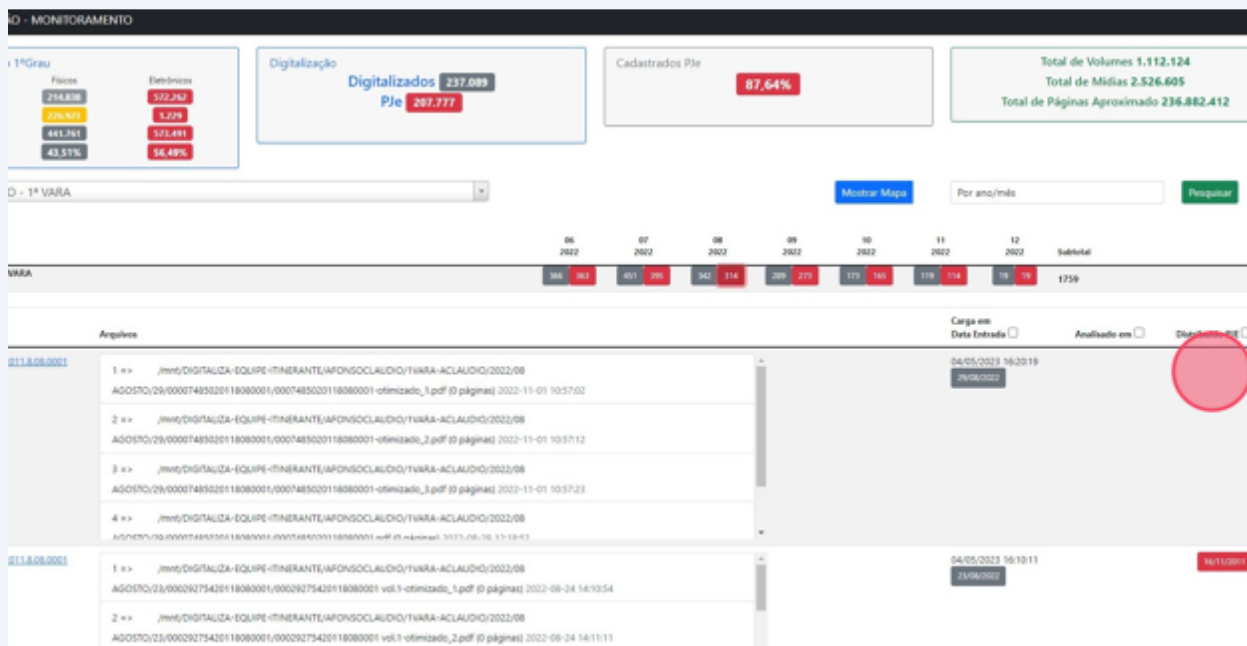 ÃO - MONITORAMENTO
1ºGrau
Físicos Eletrônicos
214.838 572.262
226.923 1.229
441.761 573.491
43,51% 56,49%
Digitalização
Digitalizados 237.089
PJe 207.777
Cadastrados PJe
87,64%
Total de Volumes 1.112.124
Total de Mídias 2.526.605
Total de Páginas Aproximado 236.882.412
O - 1ª VARA
Mostrar Mapa
Por ano/mês
Pesquisar
06 2022 07 2022 08 2022 09 2022 10 2022 11 2022 12 2022 Subtotal
VARA 366 363 451 395 342 314 289 273 173 165 119 114 19 19 1759
Arquivos
Carga em
Data Entrada
Analisado em
011.8.08.0001
1 => /mnt/DIGITALIZA-EQUIPE-ITINERANTE/AFONSOCLAUDIO/1VARA-ACLAUDIO/2022/08
AGOSTO/29/00007485020118080001/00007485020118080001-otimizado_1.pdf (0 páginas) 2022-11-01 10:57:02
2 => /mnt/DIGITALIZA-EQUIPE-ITINERANTE/AFONSOCLAUDIO/1VARA-ACLAUDIO/2022/08
AGOSTO/29/00007485020118080001/00007485020118080001-otimizado_2.pdf (0 páginas) 2022-11-01 10:57:12
3 => /mnt/DIGITALIZA-EQUIPE-ITINERANTE/AFONSOCLAUDIO/1VARA-ACLAUDIO/2022/08
AGOSTO/29/00007485020118080001/00007485020118080001-otimizado_3.pdf (0 páginas) 2022-11-01 10:57:23
4 => /mnt/DIGITALIZA-EQUIPE-ITINERANTE/AFONSOCLAUDIO/1VARA-ACLAUDIO/2022/08
04/05/2023 16:20:19
29/08/2022
011.8.08.0001
1 => /mnt/DIGITALIZA-EQUIPE-ITINERANTE/AFONSOCLAUDIO/1VARA-ACLAUDIO/2022/08
AGOSTO/23/00029275420118080001/00029275420118080001 vol.1-otimizado_1.pdf (0 páginas) 2022-08-24 14:10:54
2 => /mnt/DIGITALIZA-EQUIPE-ITINERANTE/AFONSOCLAUDIO/1VARA-ACLAUDIO/2022/08
AGOSTO/23/00029275420118080001/00029275420118080001 vol.1-otimizado_2.pdf (0 páginas) 2022-08-24 14:11:11
04/05/2023 16:10:11
23/08/2022
16/11/2011